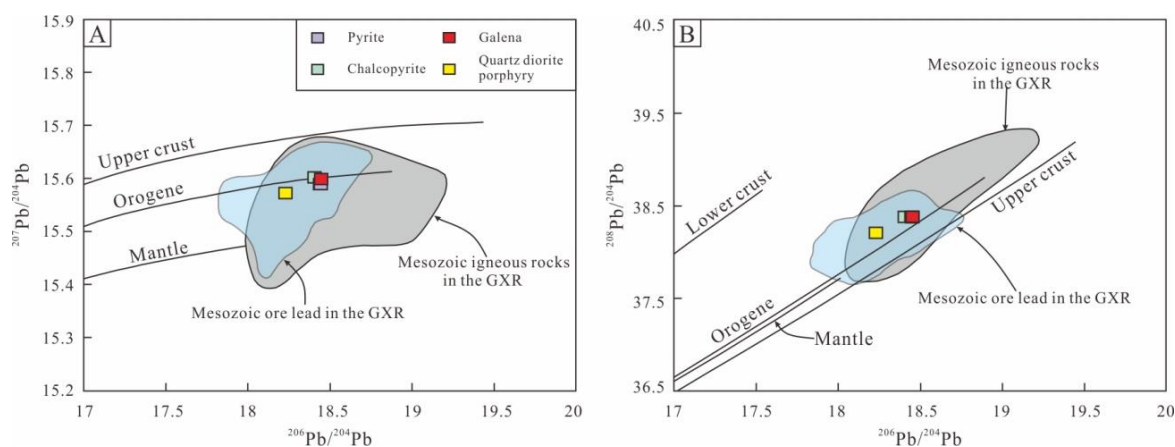 A
Pyrite
Galena
Chalcopyrite
Quartz diorite
porphyry
15.9
15.8
15.7
15.6
15.5
15.4
15.3
15.2
²⁰⁷Pb/²⁰⁴Pb
Upper crust
Orogene
Mantle
Mesozoic igneous rocks
in the GXR
Mesozoic ore lead in the GXR
17
17.5
18
18.5
19
19.5
20
²⁰⁶Pb/²⁰⁴Pb
B
40.5
39.5
38.5
37.5
36.5
²⁰⁸Pb/²⁰⁴Pb
Mesozoic igneous rocks
in the GXR
Lower crust
Upper crust
Mesozoic ore lead
in the GXR
Orogene
Mantle
17
17.5
18
18.5
19
19.5
20
²⁰⁶Pb/²⁰⁴Pb